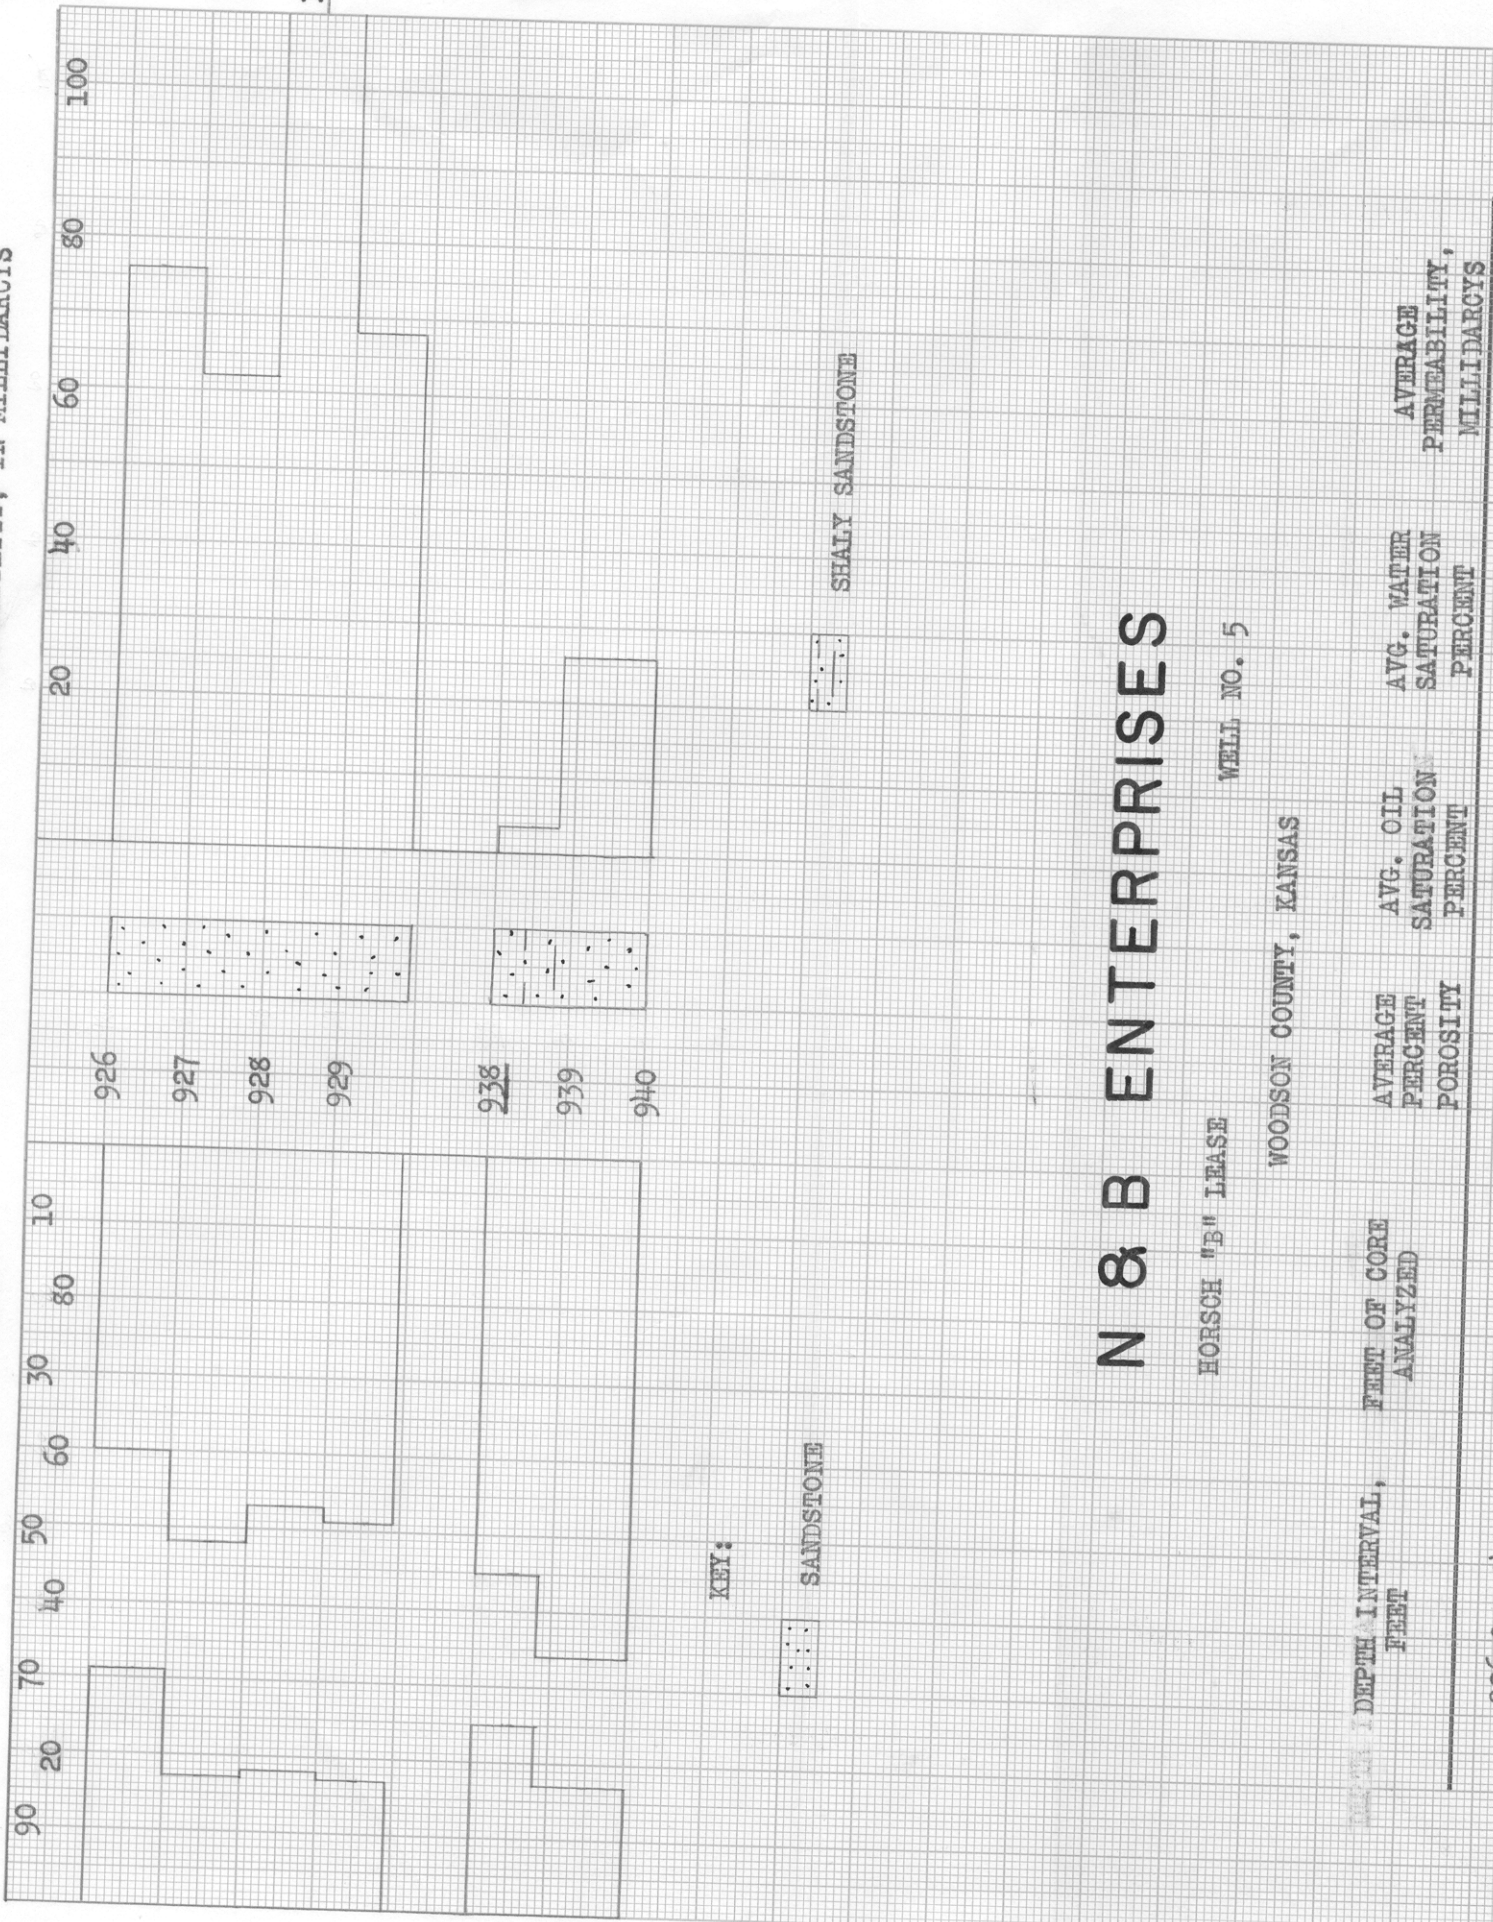 IN MILLIDARCYS
90 20 70 40 50 60 30 80 10
20 40 60 80 100
926
927
928
929
938
939
940
KEY:
SANDSTONE
SHALY SANDSTONE
N & B ENTERPRISES
HORSCH "B" LEASE WELL NO. 5
WOODSON COUNTY, KANSAS
DEPTH INTERVAL, FEET OF CORE AVERAGE AVG. OIL AVG. WATER AVERAGE
FEET ANALYZED PERCENT SATURATION SATURATION PERMEABILITY,
POROSITY PERCENT PERCENT MILLIDARCYS